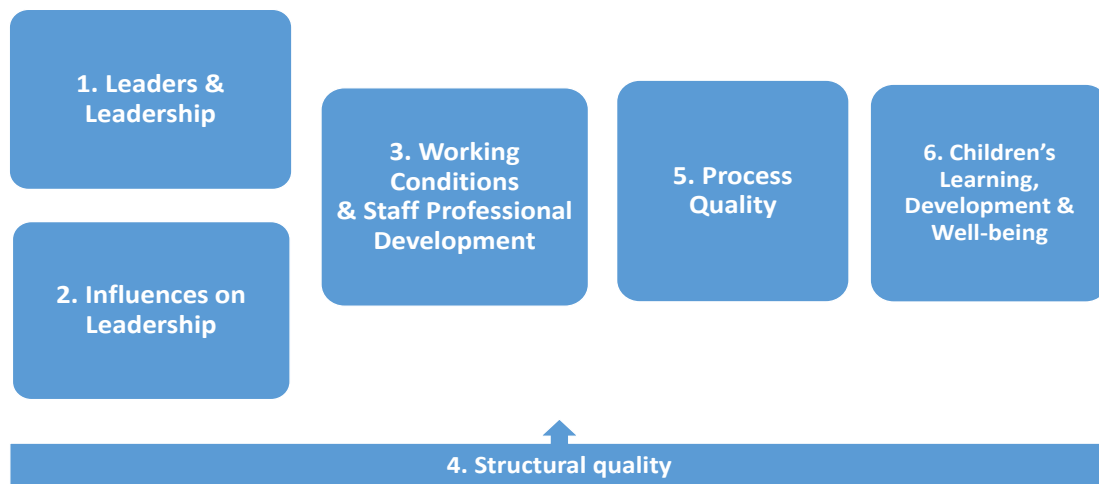 1. Leaders &
Leadership
2. Influences on
Leadership
3. Working
Conditions
& Staff Professional
Development
5. Process
Quality
6. Children’s
Learning,
Development &
Well-being
4. Structural quality